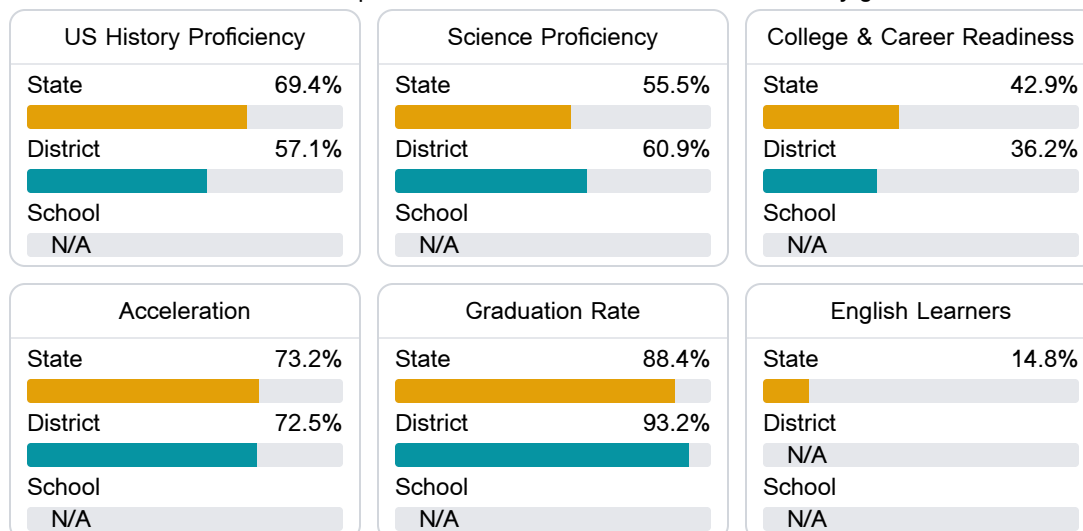 US History Proficiency
State 69.4%
District 57.1%
School
N/A
Science Proficiency
State 55.5%
District 60.9%
School
N/A
College & Career Readiness
State 42.9%
District 36.2%
School
N/A
Acceleration
State 73.2%
District 72.5%
School
N/A
Graduation Rate
State 88.4%
District 93.2%
School
N/A
English Learners
State 14.8%
District
N/A
School
N/A